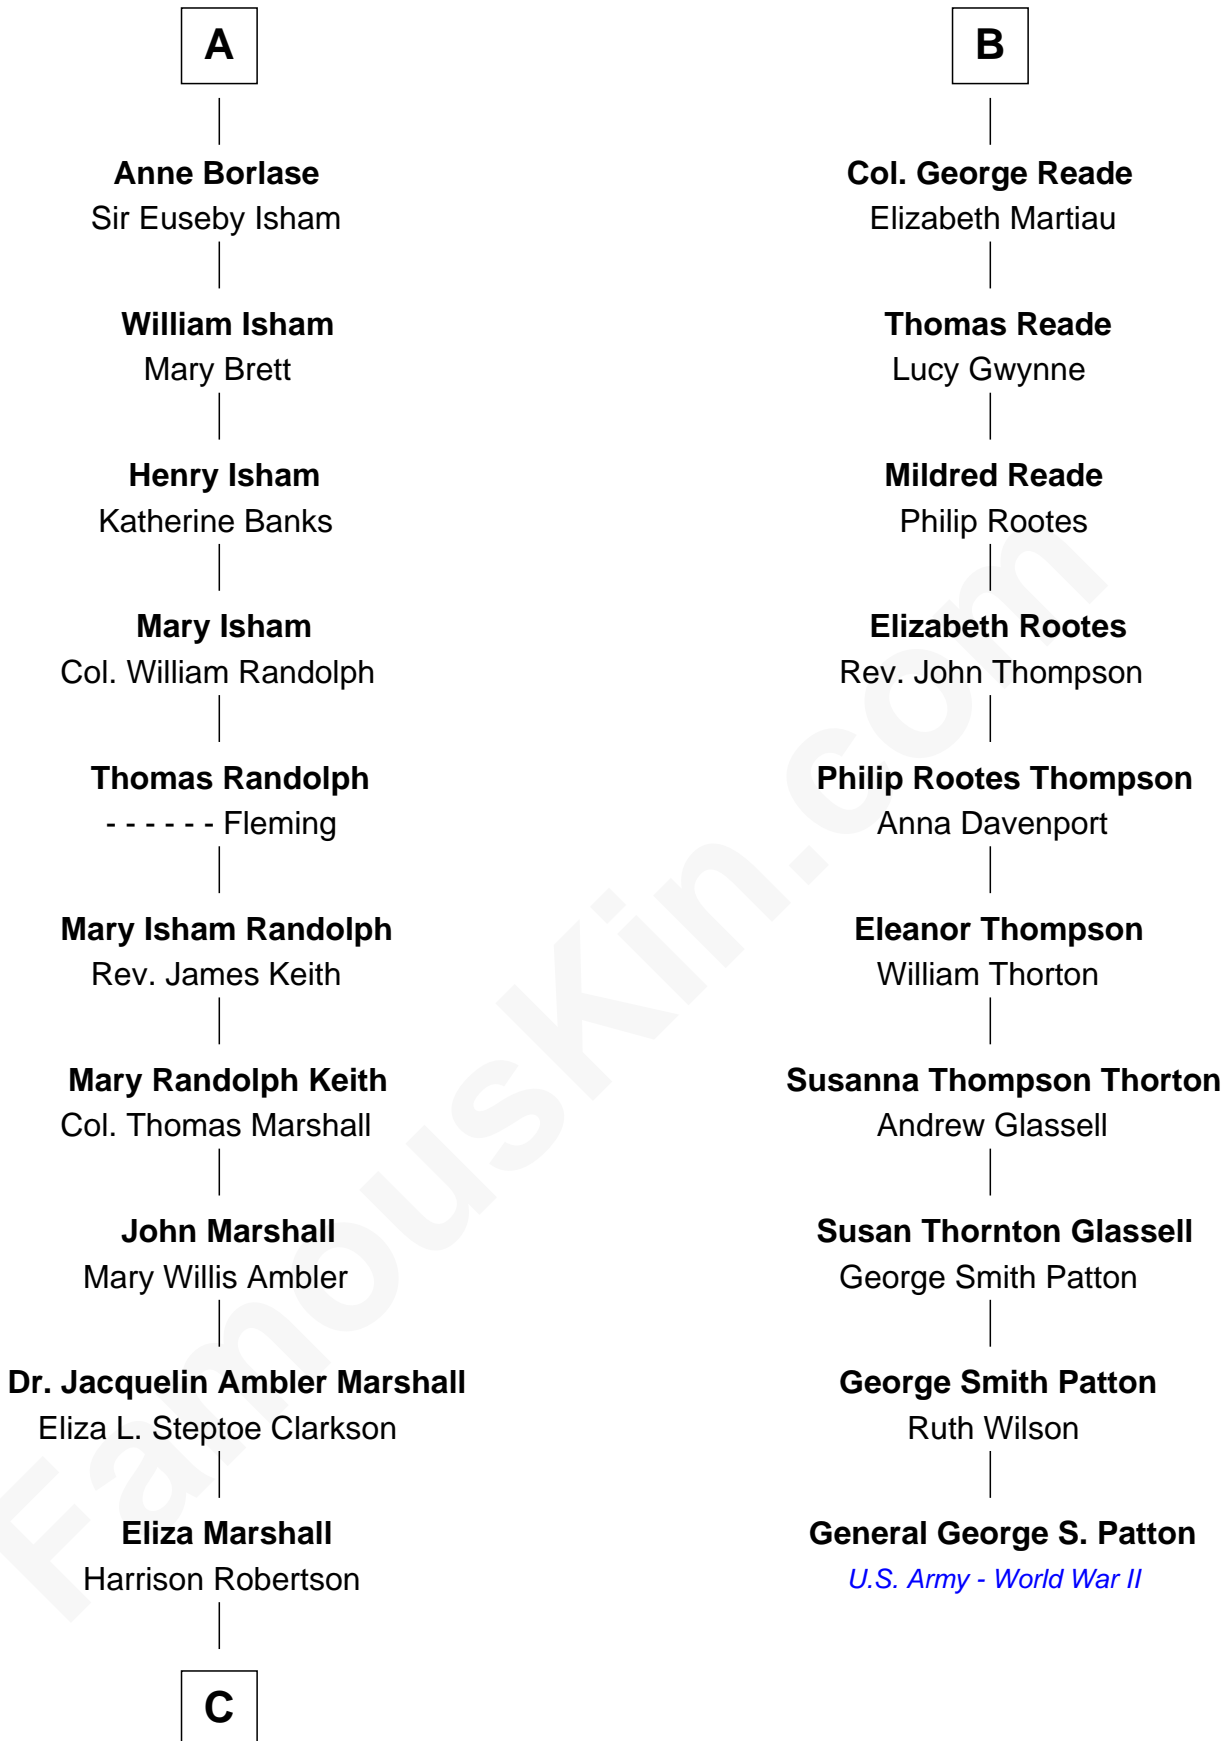 A
Anne Borlase
Sir Euseby Isham
William Isham
Mary Brett
Henry Isham
Katherine Banks
Mary Isham
Col. William Randolph
Thomas Randolph
- - - - - - Fleming
Mary Isham Randolph
Rev. James Keith
Mary Randolph Keith
Col. Thomas Marshall
John Marshall
Mary Willis Ambler
Dr. Jacquelin Ambler Marshall
Eliza L. Steptoe Clarkson
Eliza Marshall
Harrison Robertson
C
B
Col. George Reade
Elizabeth Martiau
Thomas Reade
Lucy Gwynne
Mildred Reade
Philip Rootes
Elizabeth Rootes
Rev. John Thompson
Philip Rootes Thompson
Anna Davenport
Eleanor Thompson
William Thorton
Susanna Thompson Thorton
Andrew Glassell
Susan Thornton Glassell
George Smith Patton
George Smith Patton
Ruth Wilson
General George S. Patton
U.S. Army - World War II
FamousKin.com